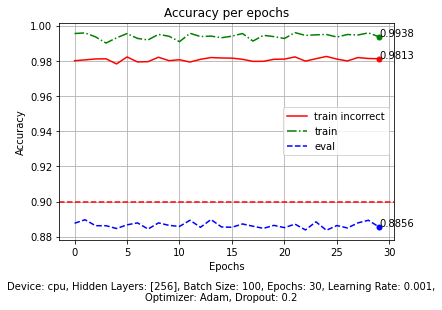 Accuracy per epochs
1.00
0.98
0.96
0.94
0.92
0.90
0.88
Accuracy
0.9938
0.9813
0.8856
train incorrect
train
eval
0 5 10 15 20 25 30
Epochs
Device: cpu, Hidden Layers: [256], Batch Size: 100, Epochs: 30, Learning Rate: 0.001,
Optimizer: Adam, Dropout: 0.2